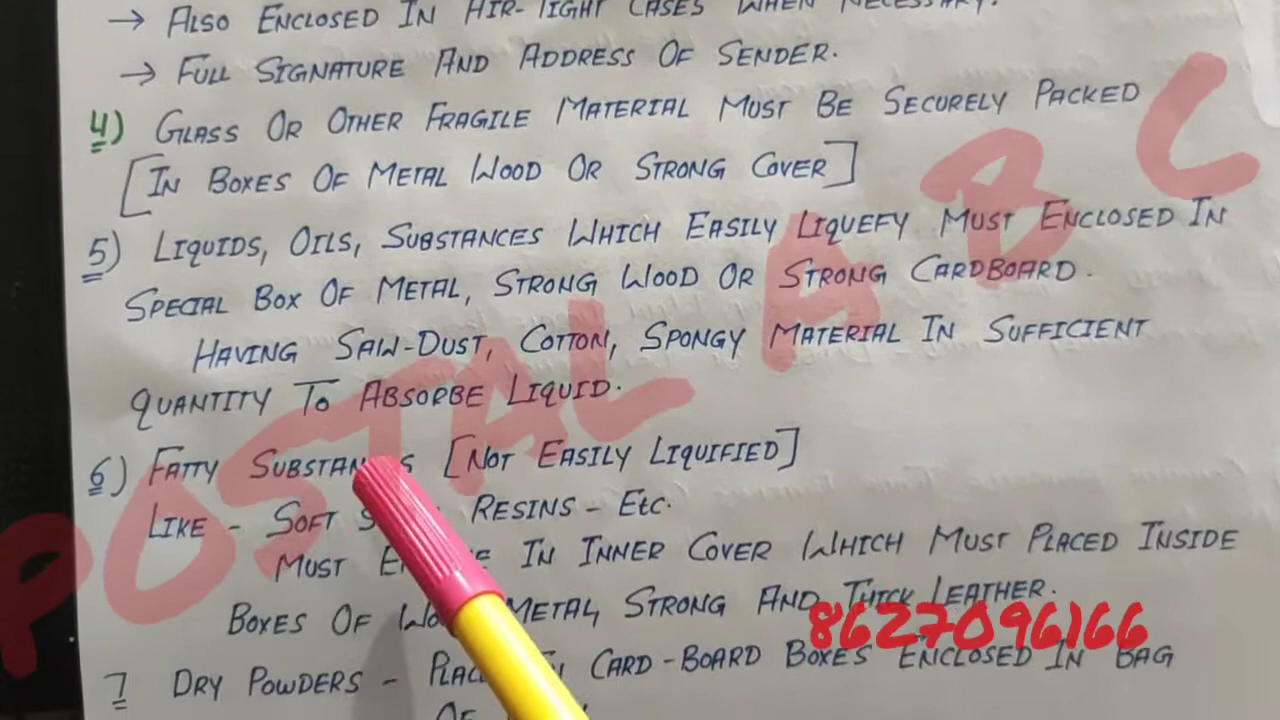 → ALSO ENCLOSED IN AIR-TIGHT CASES WHEN NECESSARY.
→ FULL SIGNATURE AND ADDRESS OF SENDER.
4) GLASS OR OTHER FRAGILE MATERIAL MUST BE SECURELY PACKED
[IN BOXES OF METAL WOOD OR STRONG COVER]
5) LIQUIDS, OILS, SUBSTANCES WHICH EASILY LIQUEFY MUST ENCLOSED IN
SPECIAL BOX OF METAL, STRONG WOOD OR STRONG CARDBOARD.
HAVING SAW-DUST, COTTON, SPONGY MATERIAL IN SUFFICIENT
QUANTITY TO ABSORBE LIQUID.
6) FATTY SUBSTAN S [NOT EASILY LIQUIFIED]
LIKE - SOFT RESINS - ETC.
MUST IN INNER COVER WHICH MUST PLACED INSIDE
BOXES OF METAL, STRONG AND THICK LEATHER.
7 DRY POWDERS - CARD-BOARD BOXES ENCLOSED IN BAG
OF
POSTAL ABC
8627096166